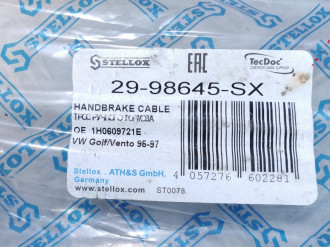 STELLOX
EAC
TecDoc
29-98645-SX
HANDBRAKE CABLE
OE 1H0609721E
VW Golf/Vento 95-97
Stellox - ATH&S GmbH,
Germany
www.stellox.com
ST0078
4 057276 602281